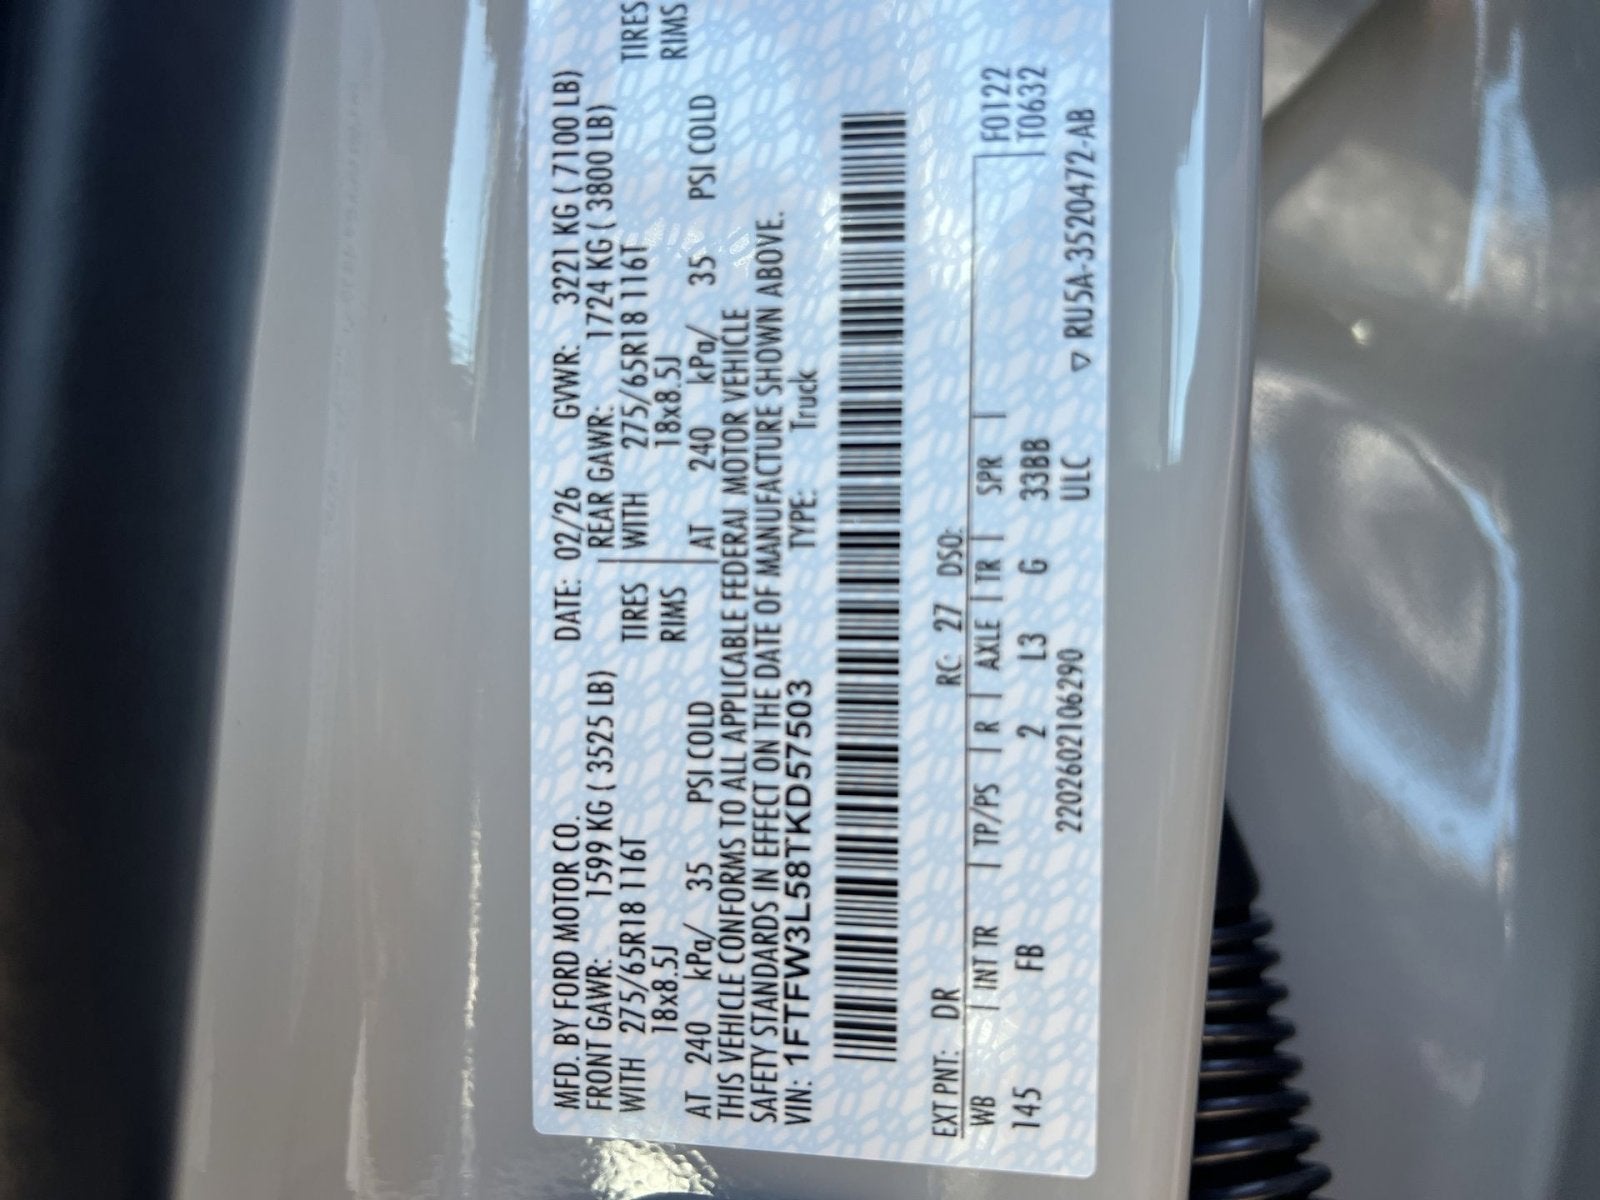 MFD. BY FORD MOTOR CO.
DATE: 02/26 GVWR: 3221 KG ( 7100 LB)
FRONT GAWR: 1599 KG ( 3525 LB) REAR GAWR: 1724 KG ( 3800 LB)
WITH 275/65R18 116T TIRES WITH 275/65R18 116T TIRES
18x8.5J RIMS 18x8.5J RIMS
AT 240 kPa/ 35 PSI COLD AT 240 kPa/ 35 PSI COLD
THIS VEHICLE CONFORMS TO ALL APPLICABLE FEDERAL MOTOR VEHICLE
SAFETY STANDARDS IN EFFECT ON THE DATE OF MANUFACTURE SHOWN ABOVE.
VIN: 1FTFW3L58TKD57503 TYPE: Truck
EXT PNT: DR RC: 27 DSO:
WB | INT TR | TP/PS | R | AXLE | TR | SPR | F0122
145 FB 2 L3 G 33BB T0632
2202602106290 ULC ▽ RU5A-3520472-AB